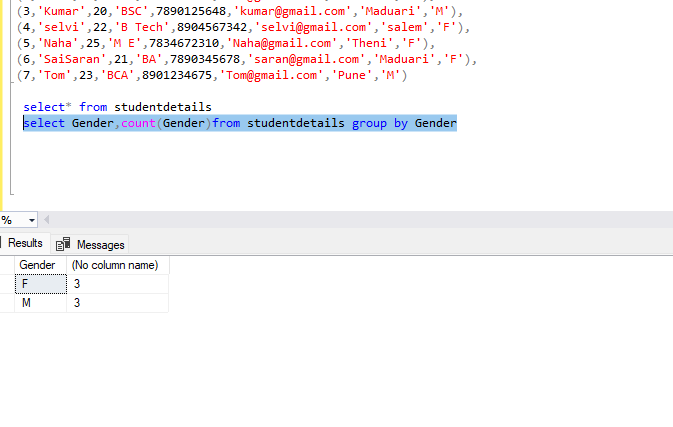 (3,'Kumar',20,'BSC',7890125648,'kumar@gmail.com','Maduari','M'),
(4,'selvi',22,'B Tech',8904567342,'selvi@gmail.com','salem','F'),
(5,'Naha',25,'M E',7834672310,'Naha@gmail.com','Theni','F'),
(6,'SaiSaran',21,'BA',7890345678,'saran@gmail.com','Maduari','F'),
(7,'Tom',23,'BCA',8901234675,'Tom@gmail.com','Pune','M')
select* from studentdetails
select Gender,count(Gender)from studentdetails group by Gender
%
Results Messages
Gender (No column name)
F 3
M 3